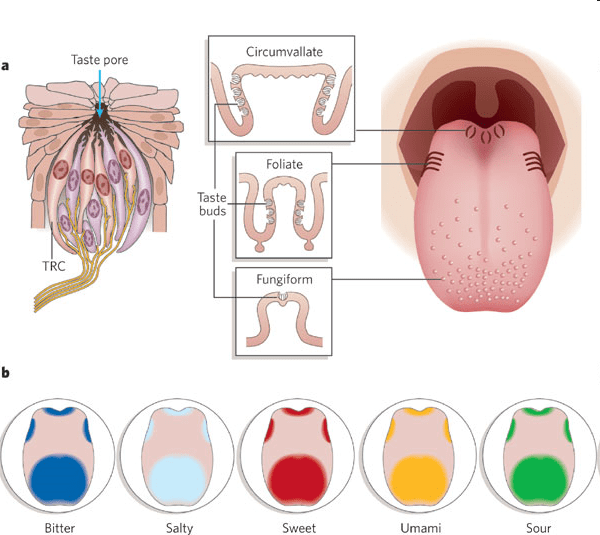 a
Taste pore
TRC
Circumvallate
Foliate
Taste
buds
Fungiform
b
Bitter
Salty
Sweet
Umami
Sour